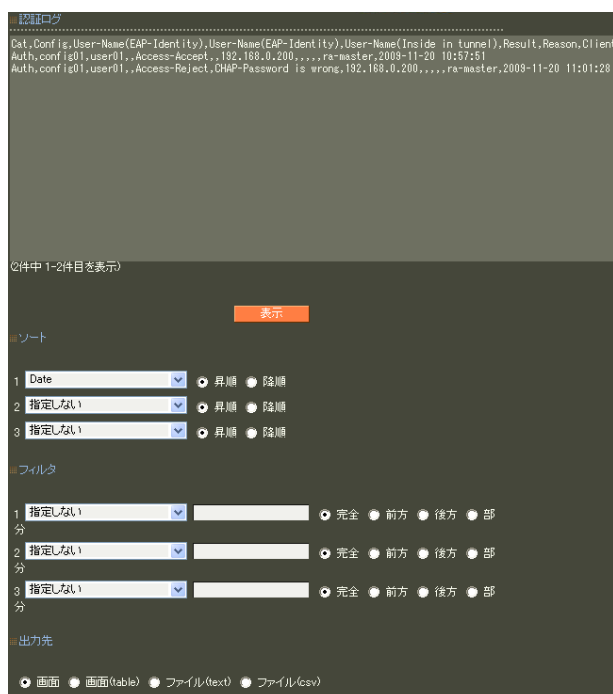 認証ログ
Cat,Config,User-Name(EAP-Identity),User-Name(EAP-Identity),User-Name(Inside in tunnel),Result,Reason,Client
Auth,config01,user01,,Access-Accept,,192.168.0.200,,,,,ra-master,2009-11-20 10:57:51
Auth,config01,user01,,Access-Reject,CHAP-Password is wrong,192.168.0.200,,,,,ra-master,2009-11-20 11:01:28
(2件中 1-2件目を表示)
表示
ソート
1 Date 昇順 降順
2 指定しない 昇順 降順
3 指定しない 昇順 降順
フィルタ
1 指定しない 完全 前方 後方 部
分
2 指定しない 完全 前方 後方 部
分
3 指定しない 完全 前方 後方 部
分
出力先
画面 画面(table) ファイル(text) ファイル(csv)